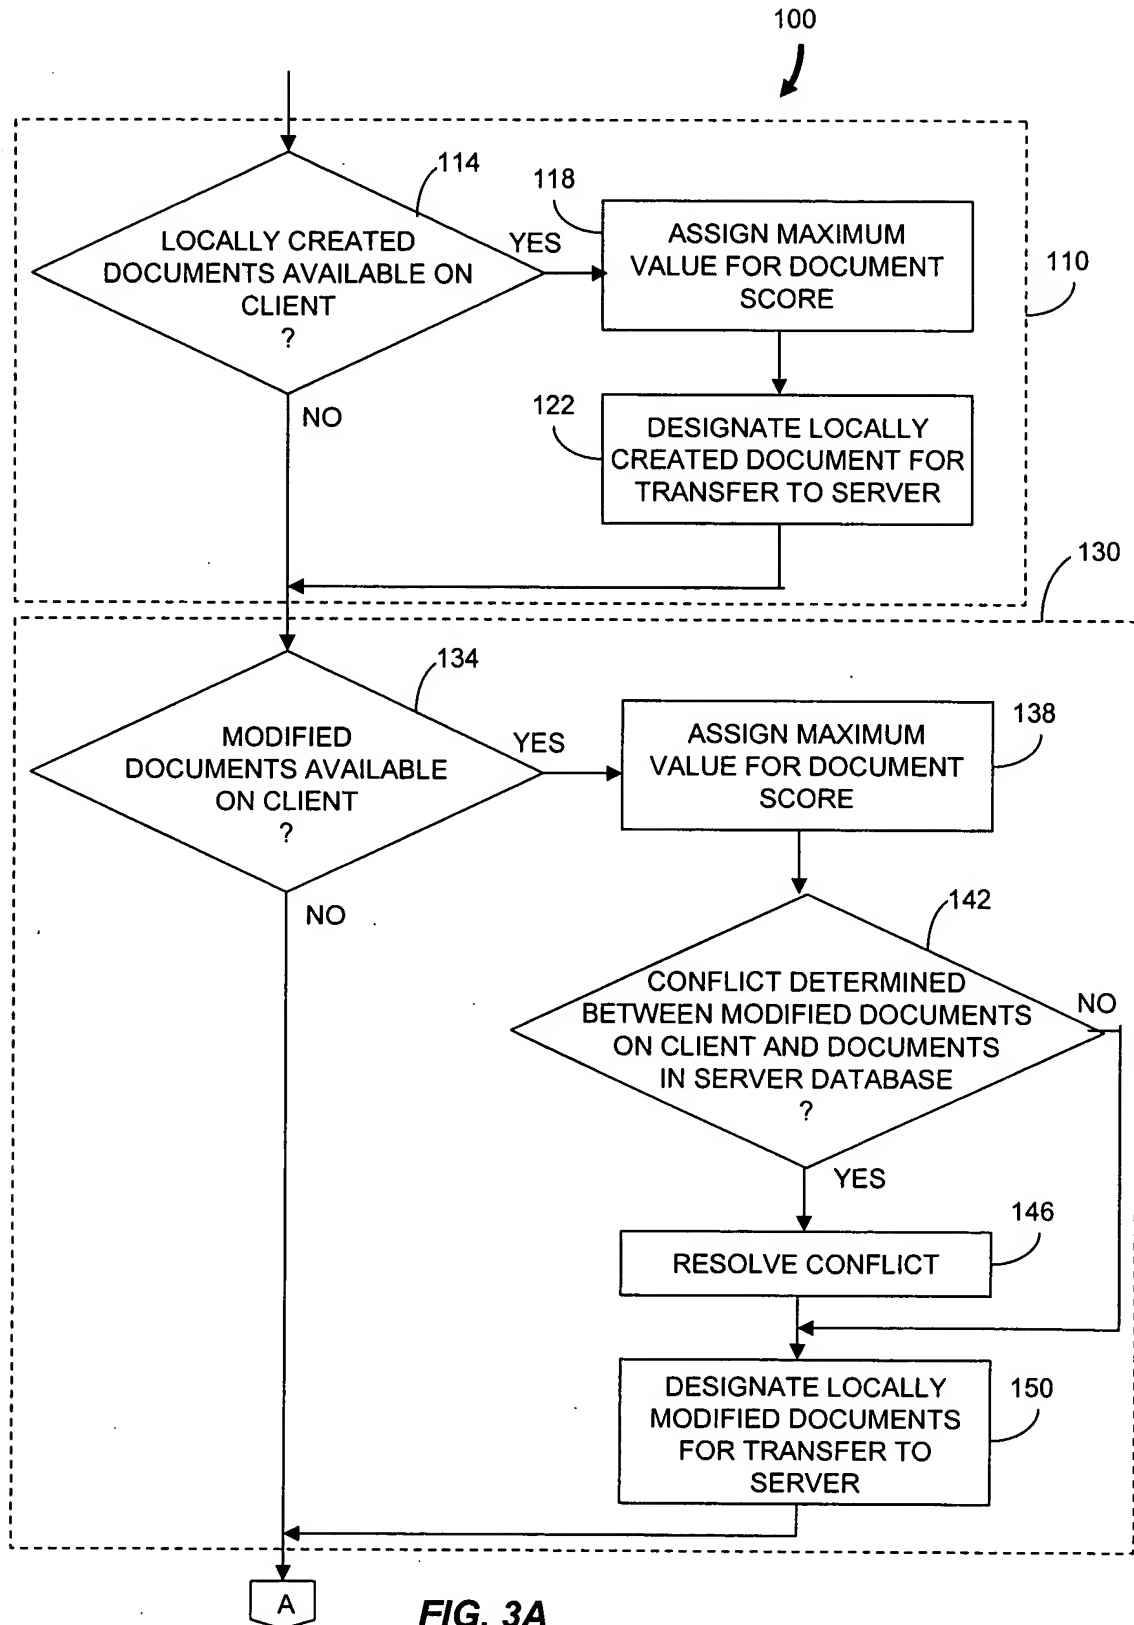 100
114
LOCALLY CREATED
DOCUMENTS AVAILABLE ON
CLIENT
?
YES
NO
118
ASSIGN MAXIMUM
VALUE FOR DOCUMENT
SCORE
110
122
DESIGNATE LOCALLY
CREATED DOCUMENT FOR
TRANSFER TO SERVER
130
134
MODIFIED
DOCUMENTS AVAILABLE
ON CLIENT
?
YES
NO
138
ASSIGN MAXIMUM
VALUE FOR DOCUMENT
SCORE
142
CONFLICT DETERMINED
BETWEEN MODIFIED DOCUMENTS
ON CLIENT AND DOCUMENTS
IN SERVER DATABASE
?
NO
YES
146
RESOLVE CONFLICT
150
DESIGNATE LOCALLY
MODIFIED DOCUMENTS
FOR TRANSFER TO
SERVER
A
FIG. 3A